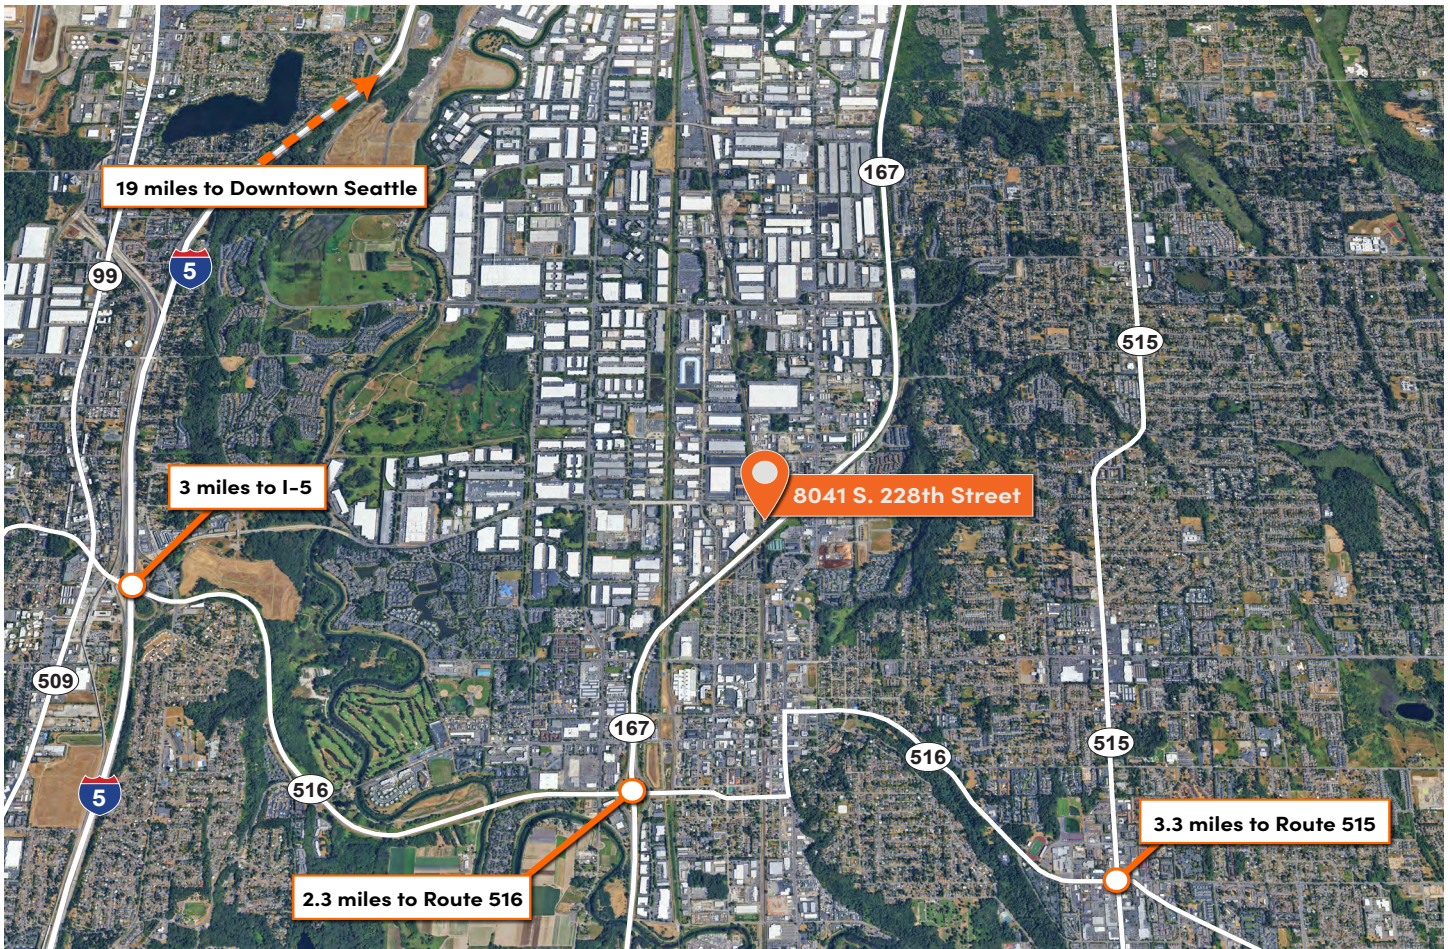 167
19 miles to Downtown Seattle
99
5
515
3 miles to I-5
8041 S. 228th Street
509
167
515
516
5
516
3.3 miles to Route 515
2.3 miles to Route 516